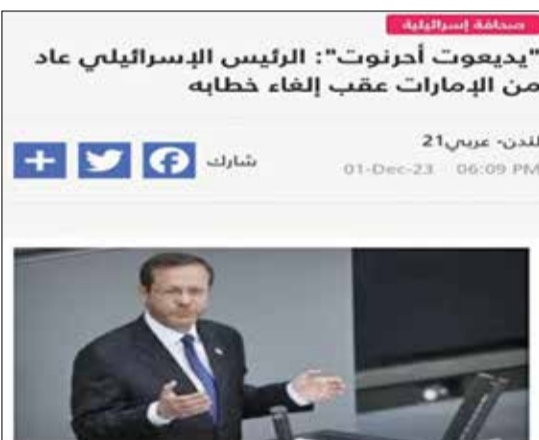 صحافة إسرائيلية
"يديعوت أحرنوت": الرئيس الإسرائيلي عاد
من الإمارات عقب إلغاء خطابه
لندن- عربي21
01-Dec-23 06:09 PM
شارك